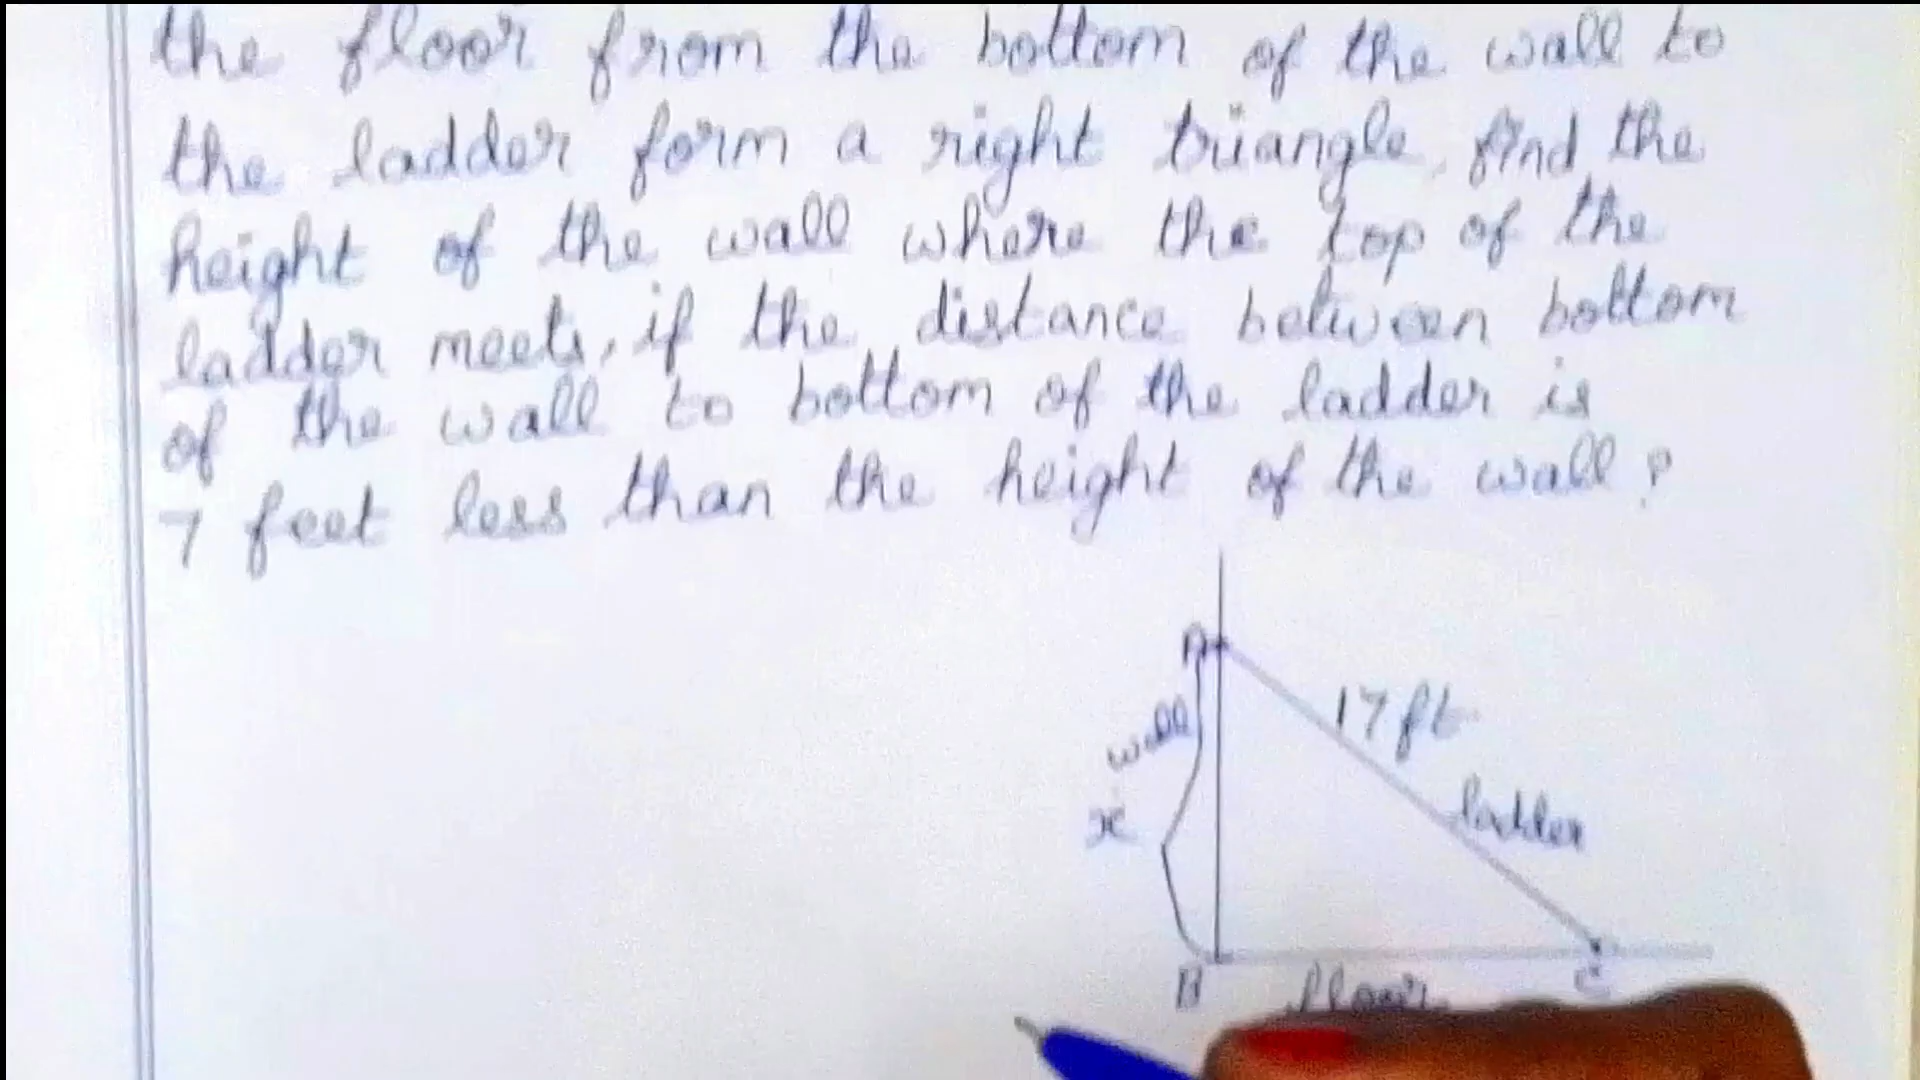 the floor from the bottom of the wall to
the ladder form a right triangle, find the
height of the wall where the top of the
ladder meets, if the distance between bottom
of the wall to bottom of the ladder is
7 feet less than the height of the wall?
A
17 ft
wall
x
ladder
B
floor
C